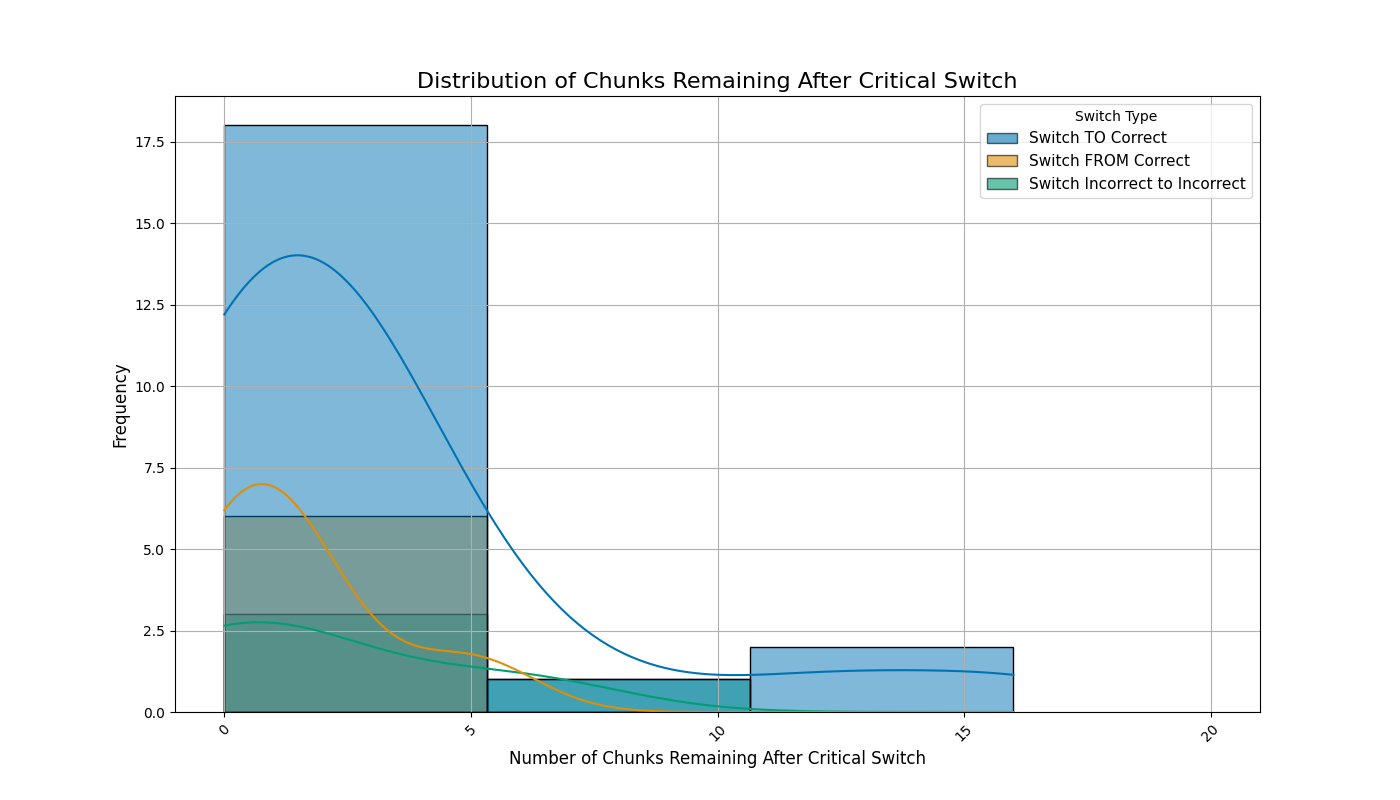 Distribution of Chunks Remaining After Critical Switch
Switch Type
Switch TO Correct
Switch FROM Correct
Switch Incorrect to Incorrect
Frequency
17.5
15.0
12.5
10.0
7.5
5.0
2.5
0.0
0
5
10
15
20
Number of Chunks Remaining After Critical Switch